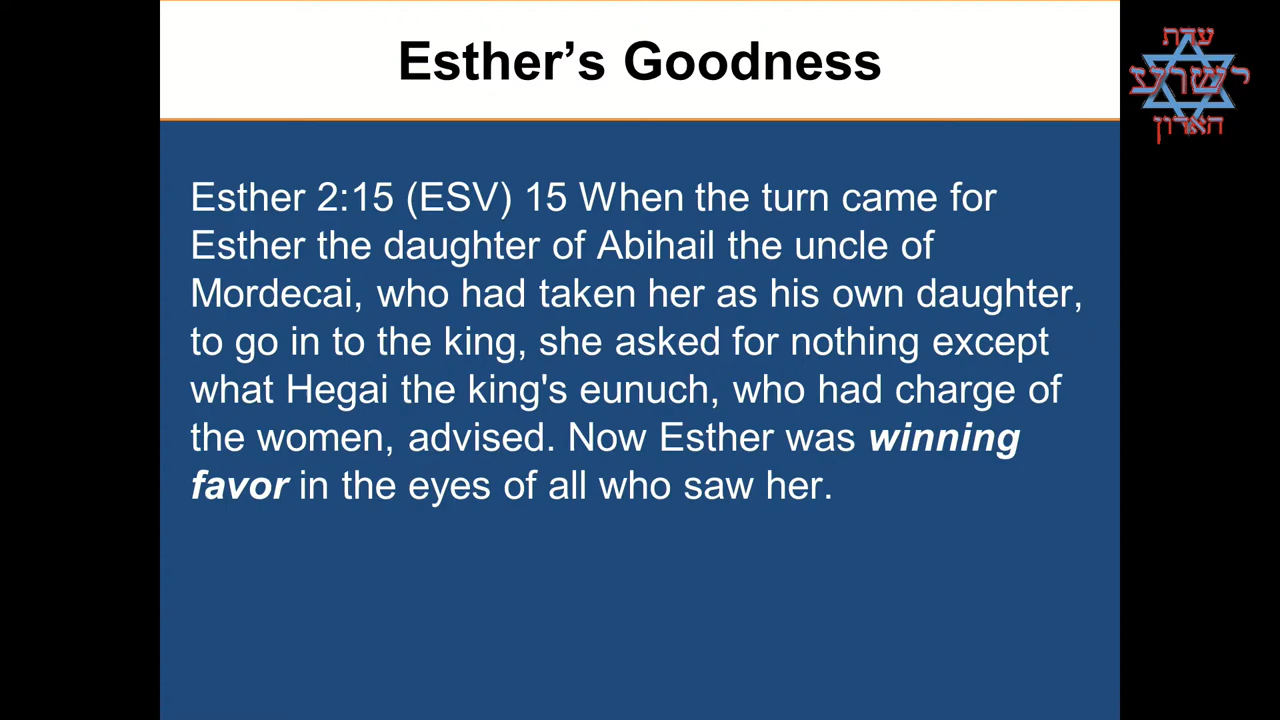 Esther’s Goodness
עדת
ישוע
האדון
Esther 2:15 (ESV) 15 When the turn came for
Esther the daughter of Abihail the uncle of
Mordecai, who had taken her as his own daughter,
to go in to the king, she asked for nothing except
what Hegai the king's eunuch, who had charge of
the women, advised. Now Esther was winning
favor in the eyes of all who saw her.